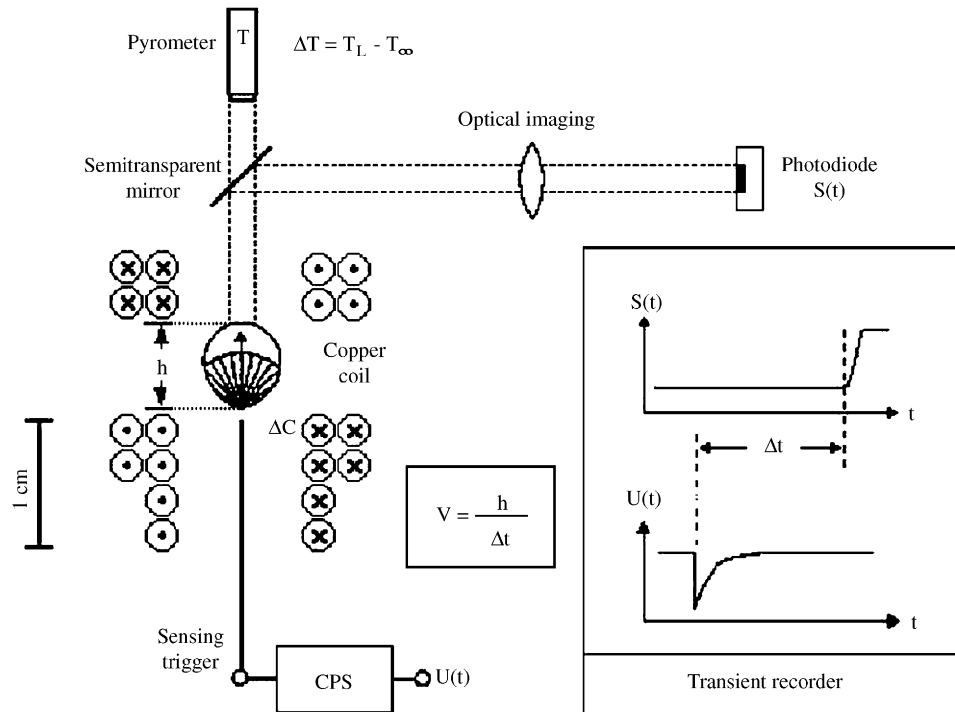 Pyrometer
T
ΔT = T_L - T_∞
Optical imaging
Semitransparent
mirror
Photodiode
S(t)
S(t)
h
Copper
coil
t
ΔC
Δt
1 cm
V = h / Δt
U(t)
t
Sensing
trigger
CPS
U(t)
Transient recorder